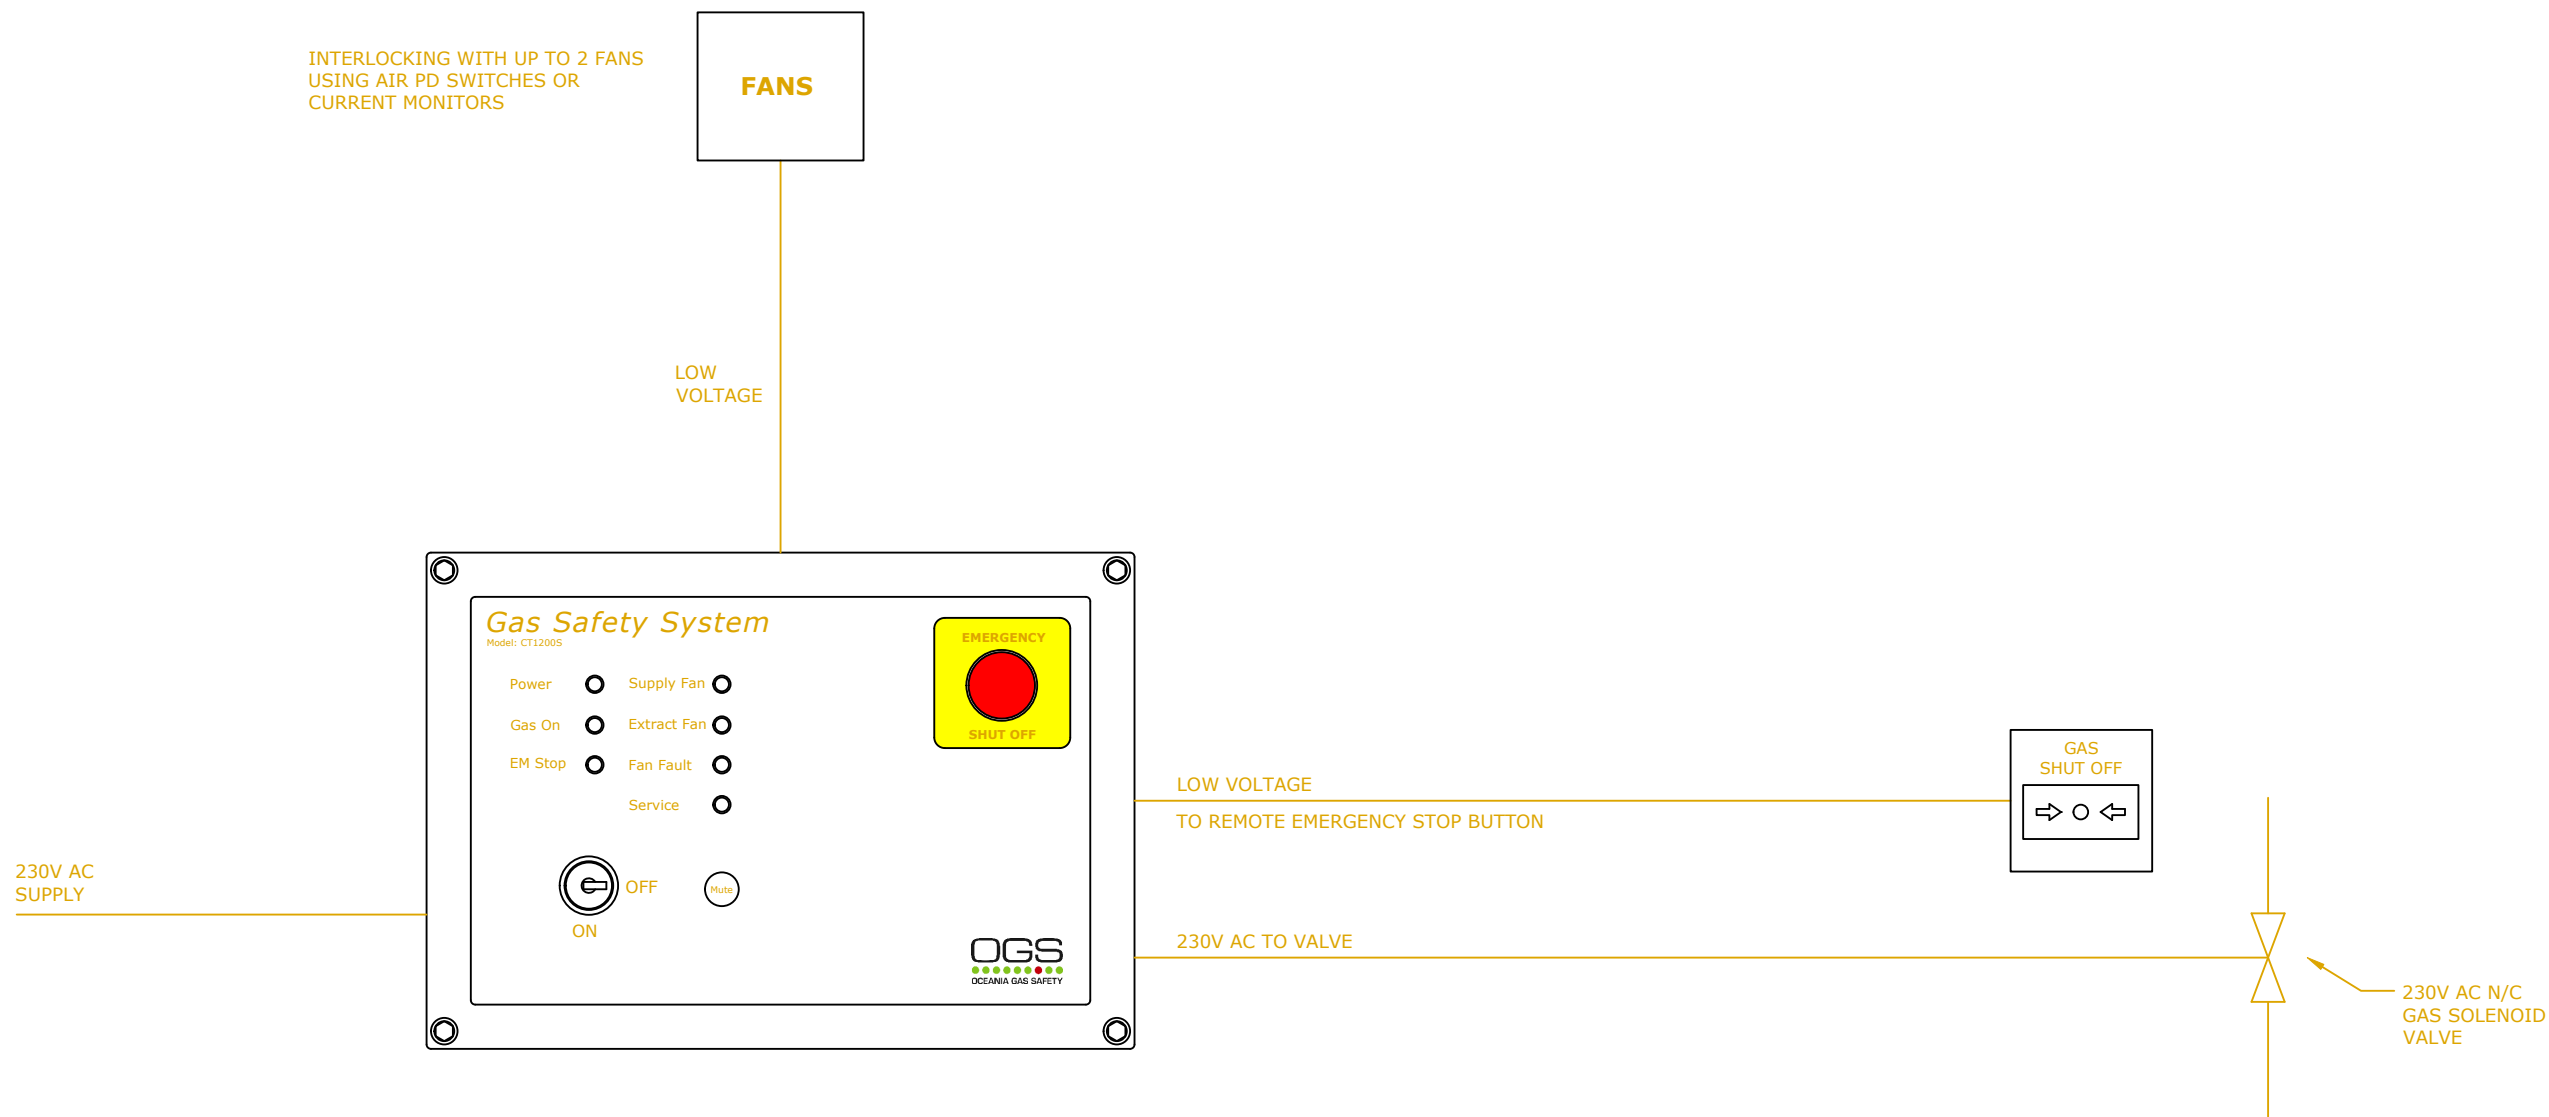 INTERLOCKING WITH UP TO 2 FANS
USING AIR PD SWITCHES OR
CURRENT MONITORS
FANS
LOW
VOLTAGE
Gas Safety System
Model: CT1200S
Power
Gas On
EM Stop
Supply Fan
Extract Fan
Fan Fault
Service
EMERGENCY
SHUT OFF
OFF
ON
Mute
OGS
OCEANIA GAS SAFETY
230V AC
SUPPLY
LOW VOLTAGE
TO REMOTE EMERGENCY STOP BUTTON
GAS
SHUT OFF
230V AC TO VALVE
230V AC N/C
GAS SOLENOID
VALVE